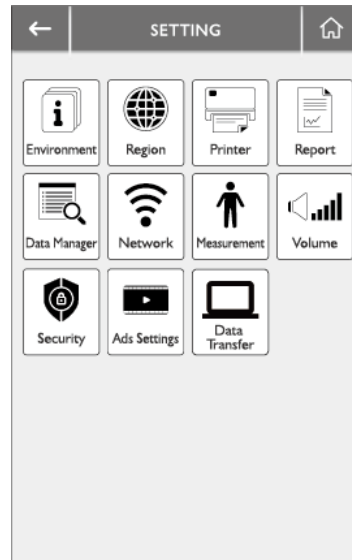 SETTING
Environment
Region
Printer
Report
Data Manager
Network
Measurement
Volume
Security
Ads Settings
Data
Transfer